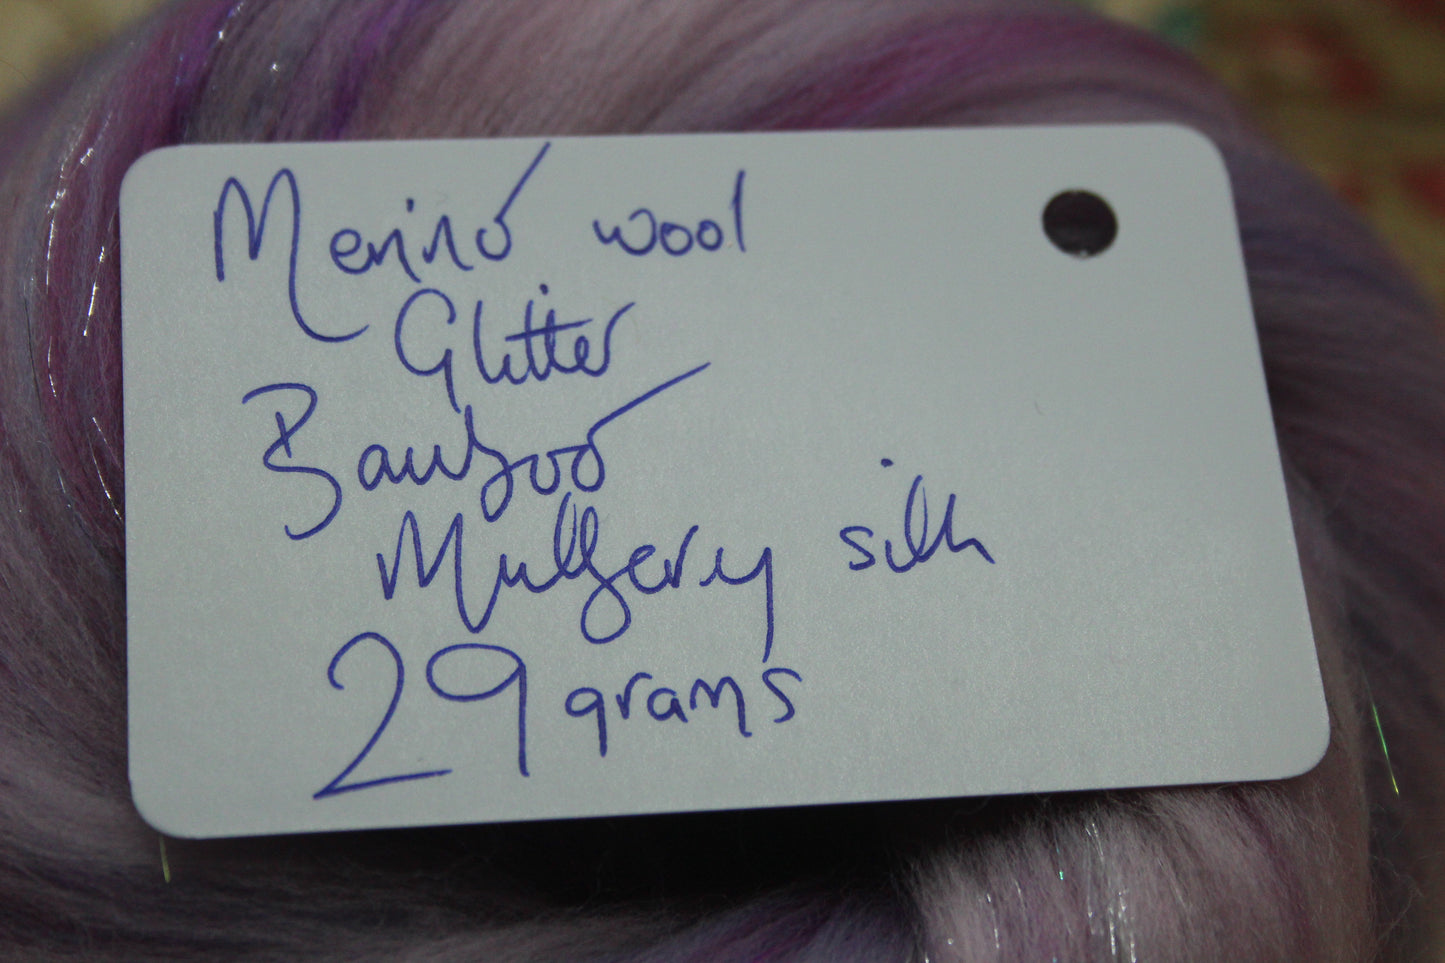 Merino wool
Glitter
Bamboo
Mulberry silk
29 grams